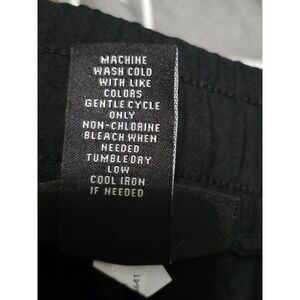 MACHINE
WASH COLD
WITH LIKE
COLORS
GENTLE CYCLE
ONLY
NON-CHLORINE
BLEACH WHEN
NEEDED
TUMBLEDRY
LOW
COOL IRON
IF NEEDED